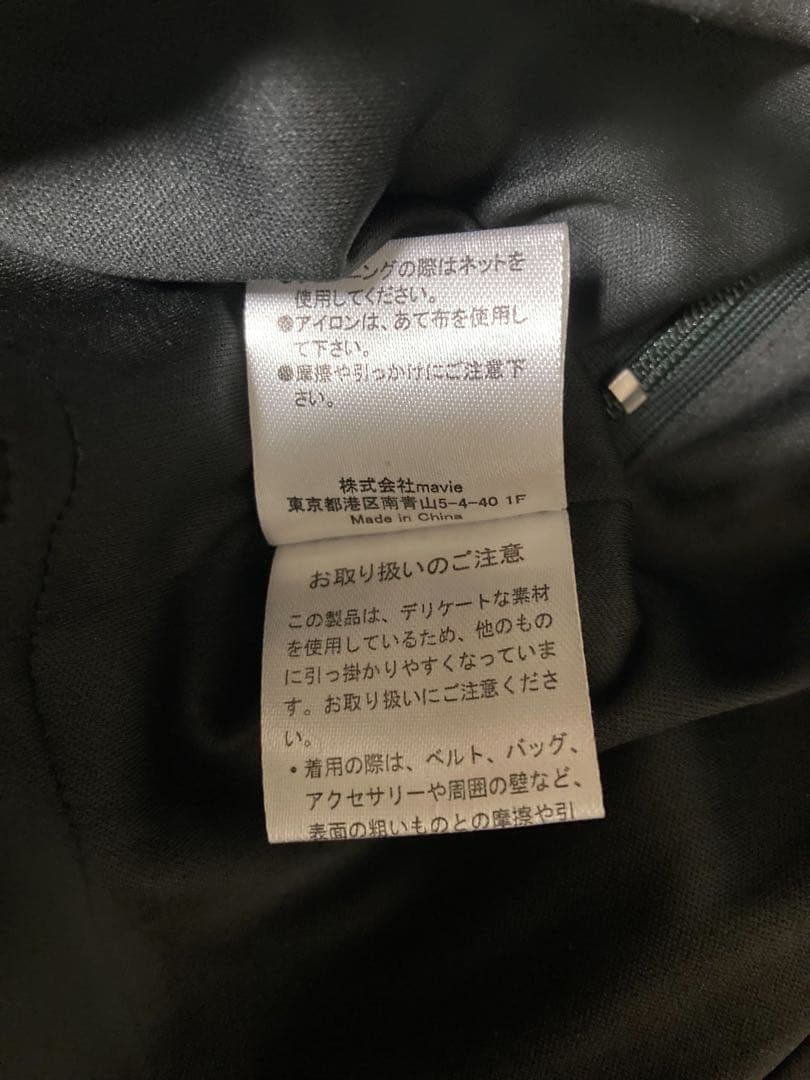 ニングの際はネットを
使用してください。
●アイロンは、あて布を使用し
て下さい。
●摩擦や引っかけにご注意下
さい。
株式会社mavie
東京都港区南青山5-4-40 1F
Made in China
お取り扱いのご注意
この製品は、デリケートな素材
を使用しているため、他のもの
に引っ掛かりやすくなっていま
す。お取り扱いにご注意くださ
い。
・着用の際は、ベルト、バッグ、
アクセサリーや周囲の壁など、
表面の粗いものとの摩擦や引